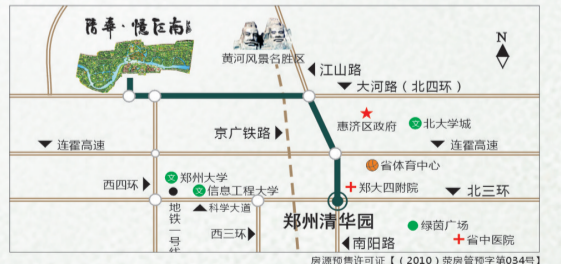 清华·忆江南
N
黄河风景名胜区
江山路
大河路（北四环）
惠济区政府
北大学城
京广铁路
连霍高速
连霍高速
省体育中心
郑州大学
西四环
信息工程大学
郑大四附院
北三环
科学大道
地铁一号线
郑州清华园
绿茵广场
西三环
南阳路
省中医院
房源预售许可证【（2010）荥房管预字第034号】